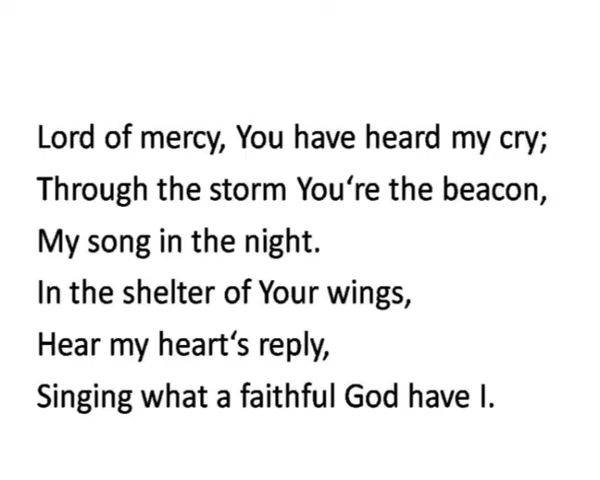 Lord of mercy, You have heard my cry;
Through the storm You‘re the beacon,
My song in the night.
In the shelter of Your wings,
Hear my heart‘s reply,
Singing what a faithful God have I.